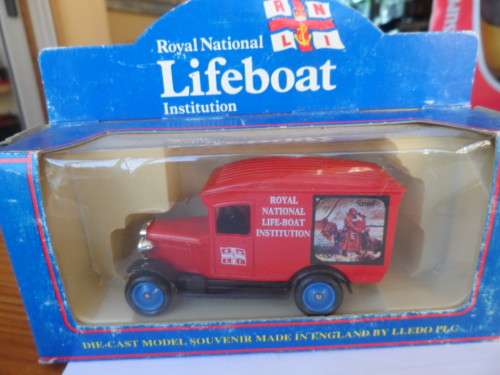 R N
L I
Royal National
Lifeboat
Institution
ROYAL
NATIONAL
LIFE-BOAT
INSTITUTION
DIE-CAST MODEL SOUVENIR MADE IN ENGLAND BY LLEDO PLC.